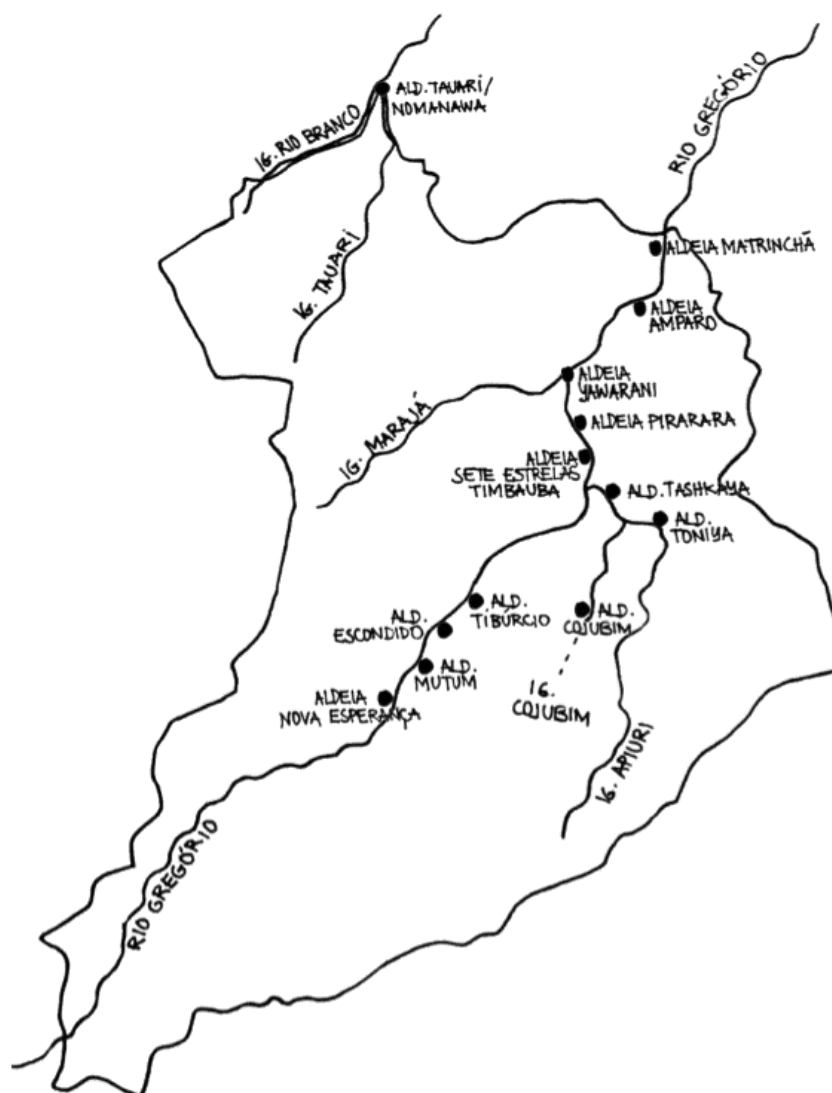 ALD. TAUARÍ/
NOMANAWA
IG. RIO BRANCO
RIO GREGÓRIO
IG. TAUARÍ
ALDEIA MATRINCHÃ
ALDEIA
AMPARO
ALDEIA
YAWARANI
IG. MARAJÁ
ALDEIA PIRARARA
ALDEIA
SETE ESTRELAS
TIMBAUBA
ALD. TASHKAYA
ALD.
TONIYA
ALD.
TIBÚRCIO
ALD.
ESCONDIDO
ALD.
COJUBIM
ALD.
MUTUM
ALDEIA
NOVA ESPERANÇA
IG.
COJUBIM
IG. APIURI
RIO GREGÓRIO